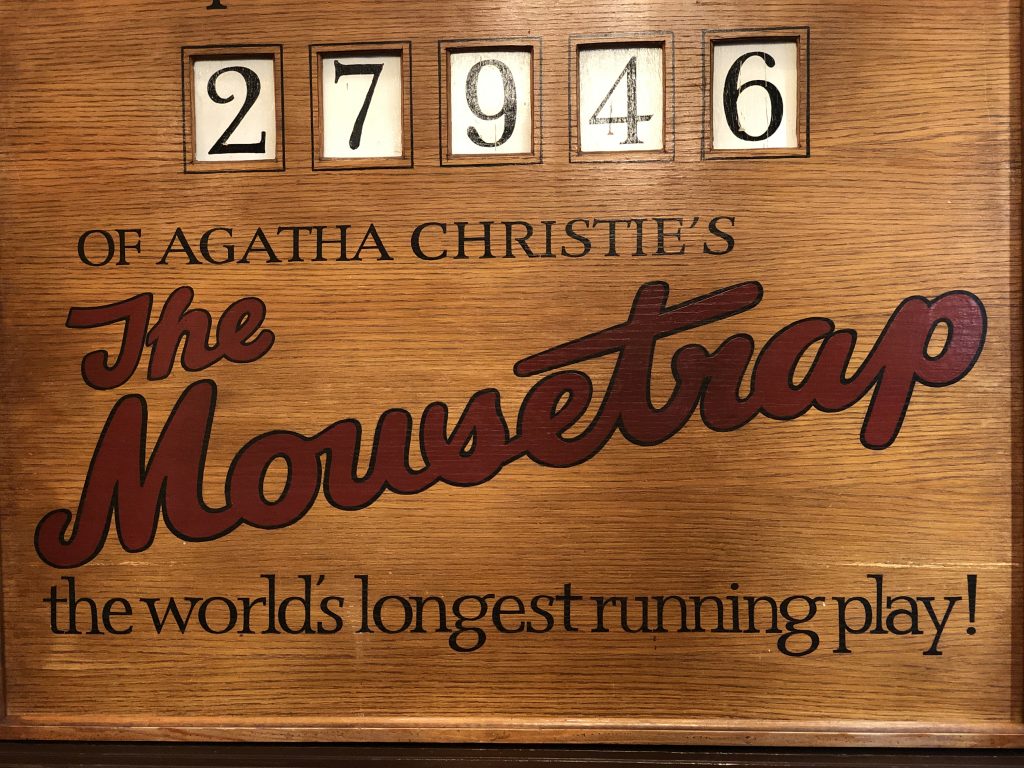 27946
OF AGATHA CHRISTIE'S
The
Mousetrap
the world's longest running play!